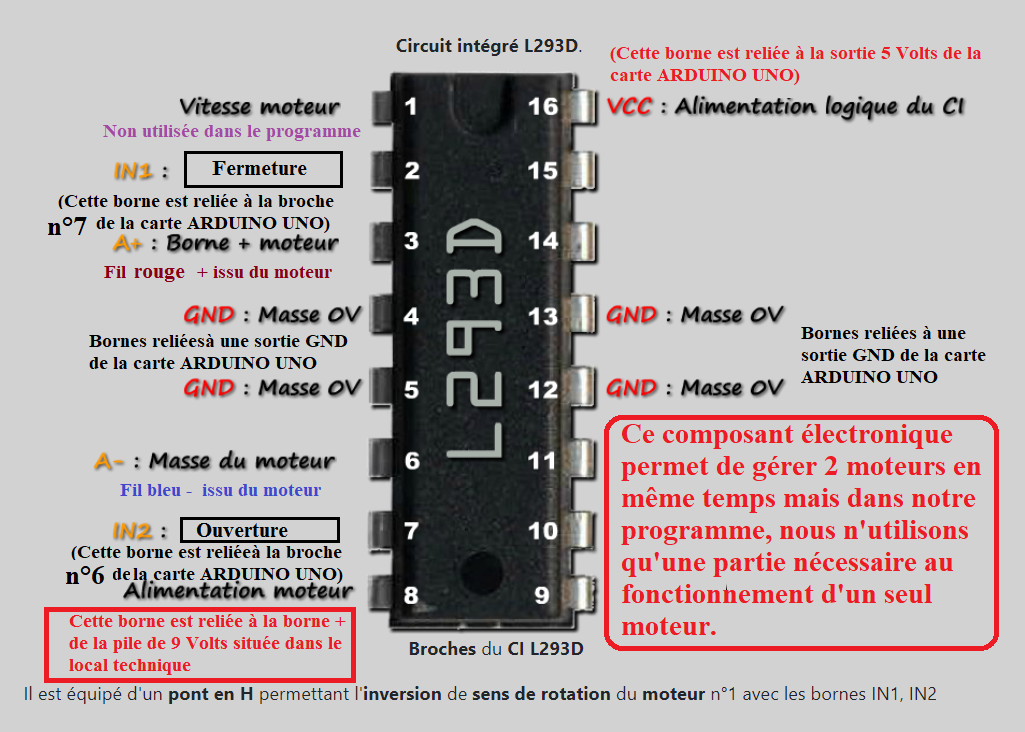 Circuit intégré L293D.
(Cette borne est reliée à la sortie 5 Volts de la
carte ARDUINO UNO)
Vitesse moteur
1
16
VCC : Alimentation logique du CI
Non utilisée dans le programme
IN1 : Fermeture
2
15
(Cette borne est reliée à la broche
n°7 de la carte ARDUINO UNO)
A+ : Borne + moteur
3
14
Fil rouge + issu du moteur
GND : Masse OV
4
13
GND : Masse OV
Bornes reliéesà une sortie GND
de la carte ARDUINO UNO
Bornes reliées à une
sortie GND de la carte
ARDUINO UNO
GND : Masse OV
5
12
GND : Masse OV
L293D
A- : Masse du moteur
6
11
Fil bleu - issu du moteur
IN2 : Ouverture
7
10
(Cette borne est reliéeà la broche
n°6 de la carte ARDUINO UNO)
Alimentation moteur
8
9
Cette borne est reliée à la borne +
de la pile de 9 Volts située dans le
local technique
Ce composant électronique
permet de gérer 2 moteurs en
même temps mais dans notre
programme, nous n'utilisons
qu'une partie nécessaire au
fonctionnement d'un seul
moteur.
Broches du CI L293D
Il est équipé d'un pont en H permettant l'inversion de sens de rotation du moteur n°1 avec les bornes IN1, IN2